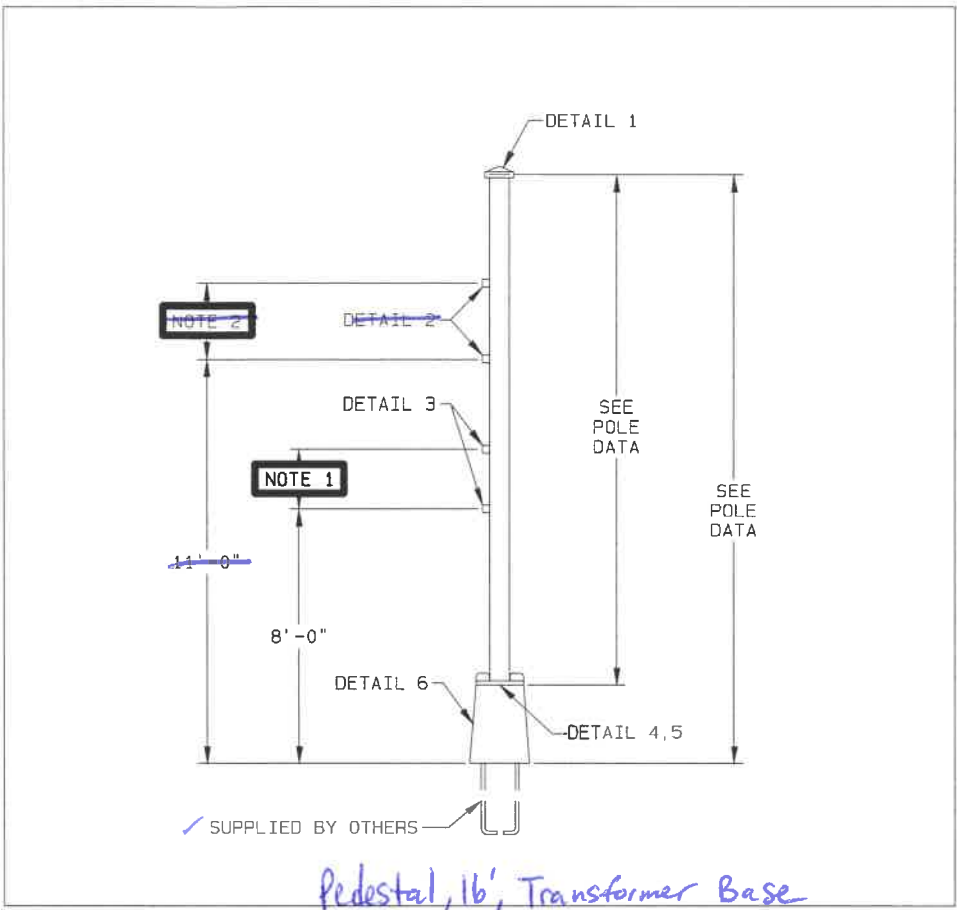 DETAIL 1
NOTE 2
DETAIL 2
DETAIL 3
SEE
POLE
DATA
NOTE 1
SEE
POLE
DATA
11'-0"
8'-0"
DETAIL 6
DETAIL 4,5
SUPPLIED BY OTHERS
Pedestal, 16', Transformer Base